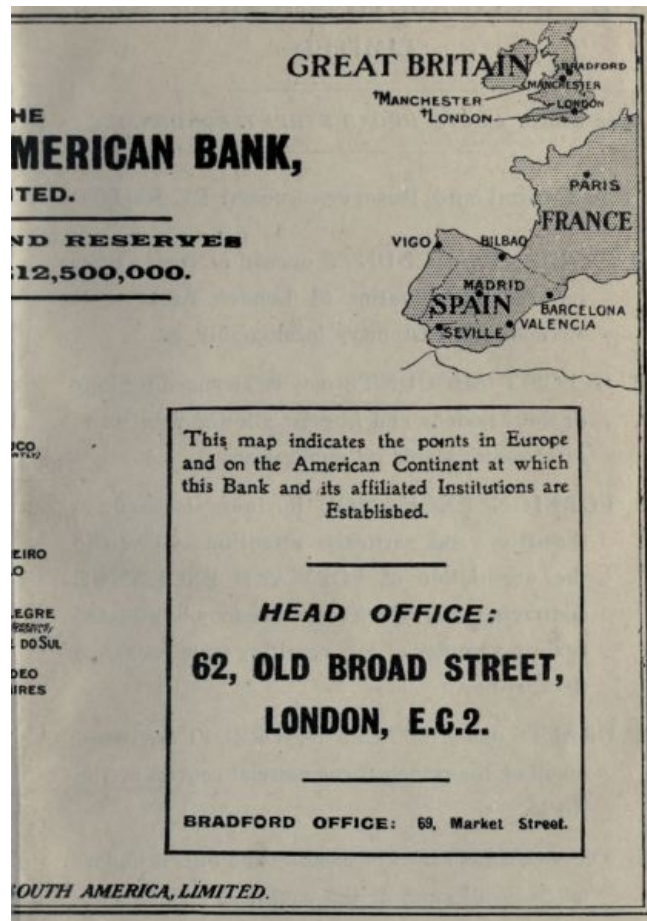 GREAT BRITAIN
BRADFORD
MANCHESTER
†MANCHESTER
LONDON
†LONDON
HE
MERICAN BANK,
TED.
ND RESERVES
12,500,000.
PARIS
FRANCE
VIGO
BILBAO
MADRID
SPAIN
BARCELONA
VALENCIA
SEVILLE
This map indicates the points in Europe
and on the American Continent at which
this Bank and its affiliated Institutions are
Established.
HEAD OFFICE:
62, OLD BROAD STREET,
LONDON, E.C.2.
BRADFORD OFFICE: 69, Market Street.
EIRO
O
LEGRE
DO SUL
DEO
IRES
OUTH AMERICA, LIMITED.